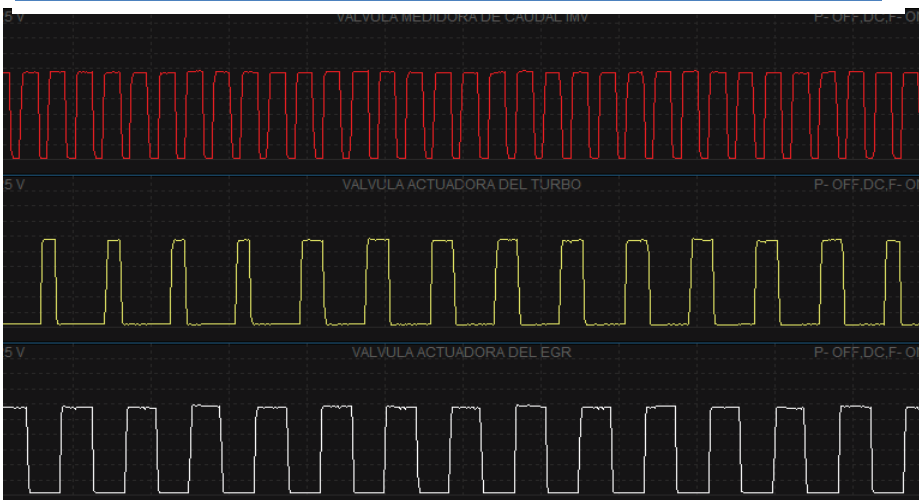 5 V VALVULA MEDIDORA DE CAUDAL IMV P- OFF,DC,F- ON
5 V VALVULA ACTUADORA DEL TURBO P- OFF,DC,F- ON
5 V VALVULA ACTUADORA DEL EGR P- OFF,DC,F- ON